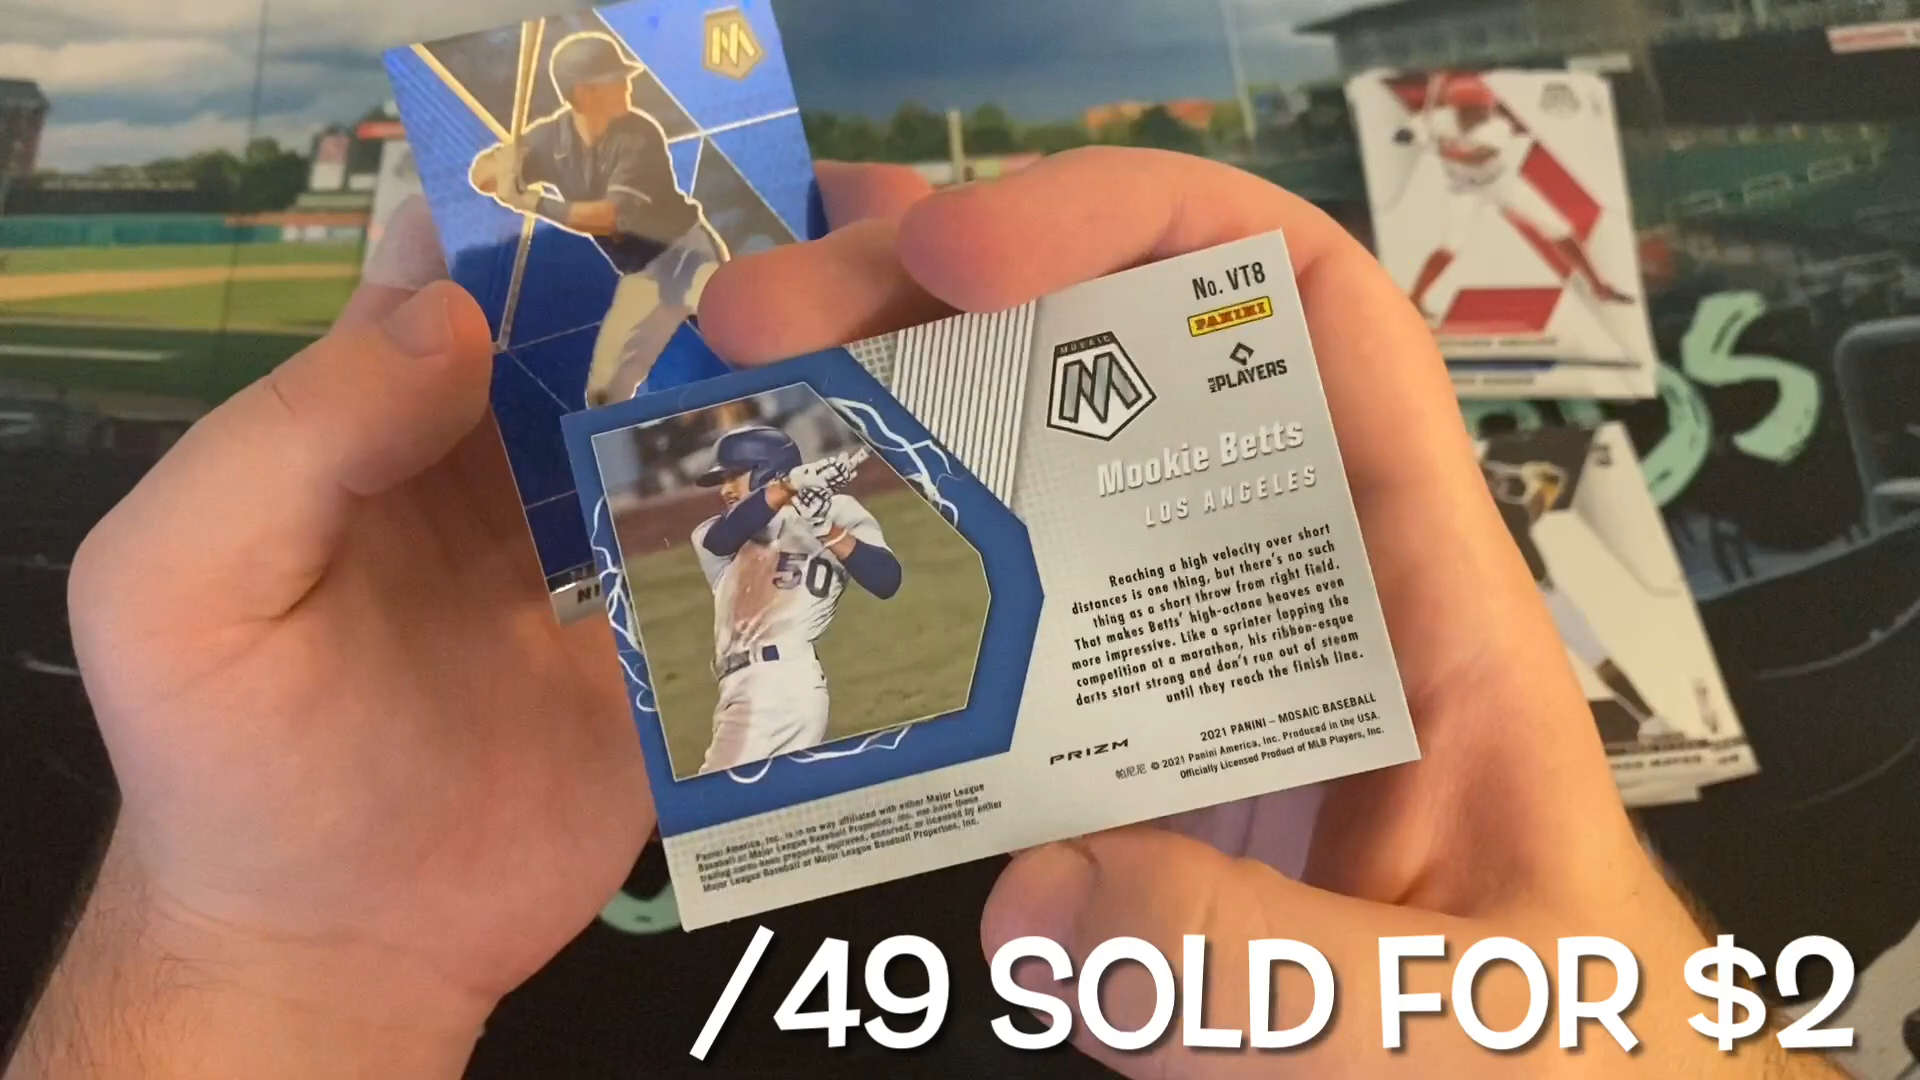 No. VT8
PANINI
MOSAIC
M
M
MLB PLAYERS
Mookie Betts
LOS ANGELES
Reaching a high velocity over short
distances is one thing, but there's no such
thing as a short throw from right field.
That makes Betts' high-octane heaves even
more impressive. Like a sprinter lapping the
competition at a marathon, his ribbon-esque
darts start strong and don't run out of steam
until they reach the finish line.
50
2021 PANINI – MOSAIC BASEBALL
PRIZM
帕尼尼 © 2021 Panini America, Inc. Produced in the USA.
Officially Licensed Product of MLB Players, Inc.
Panini America, Inc. is in no way affiliated with either Major League
Baseball or Major League Baseball Properties, Inc. nor have these
trading cards been prepared, approved, endorsed, or licensed by either
Major League Baseball or Major League Baseball Properties, Inc.
NI
/49 SOLD FOR $2